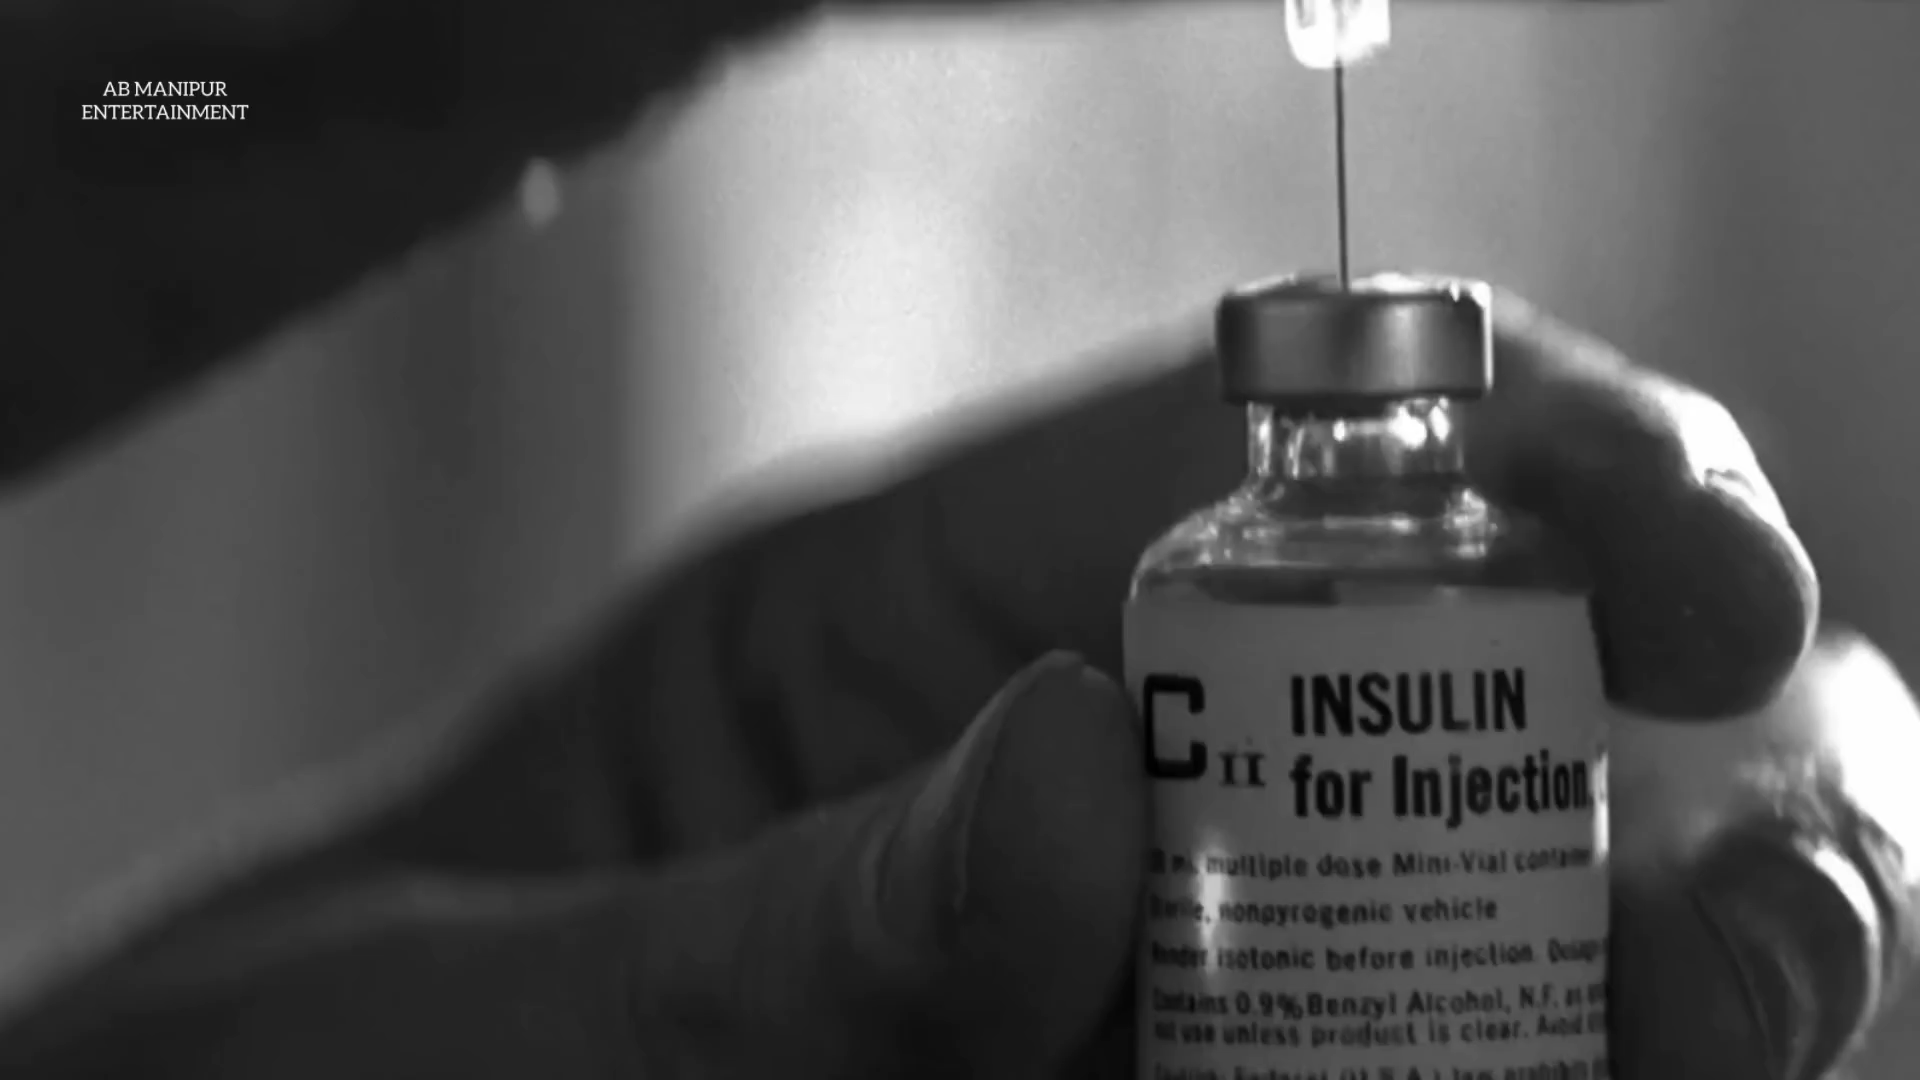 AB MANIPUR
ENTERTAINMENT
C II INSULIN
for Injection,
multiple dose Mini-Vial
nonpyrogenic vehicle
isotonic before injection.
Contains 0.9% Benzyl Alcohol, N.F.
use unless product is clear.